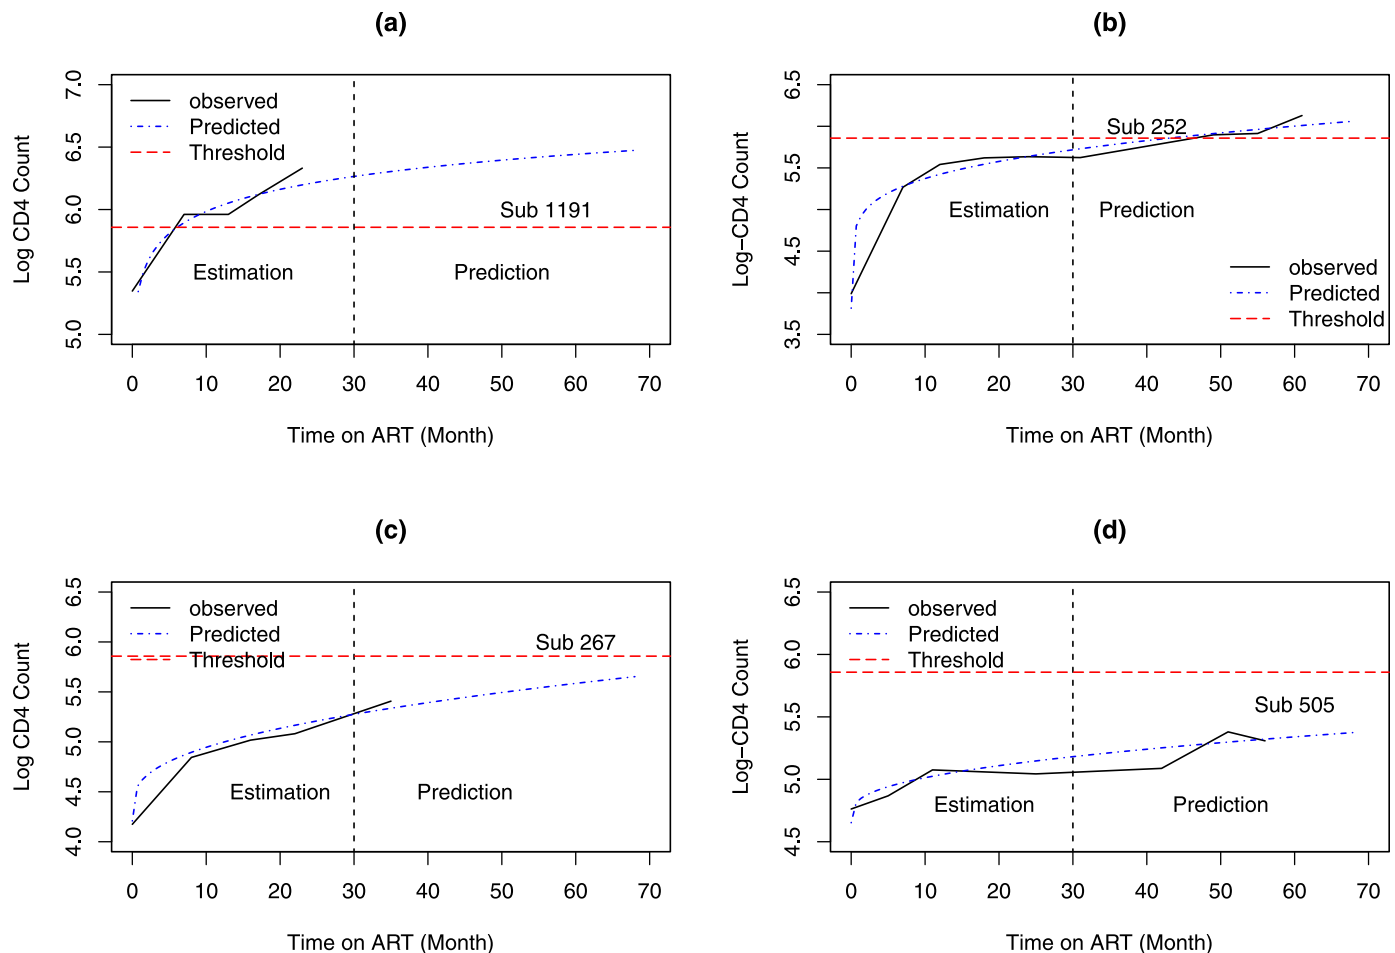 (a)
Log CD4 Count
7.0
6.5
6.0
5.5
5.0
observed
Predicted
Threshold
Sub 1191
Estimation
Prediction
0 10 20 30 40 50 60 70
Time on ART (Month)
(b)
Log−CD4 Count
6.5
5.5
4.5
3.5
Sub 252
Estimation
Prediction
observed
Predicted
Threshold
0 10 20 30 40 50 60 70
Time on ART (Month)
(c)
Log CD4 Count
6.5
6.0
5.5
5.0
4.5
4.0
observed
Predicted
Threshold
Sub 267
Estimation
Prediction
0 10 20 30 40 50 60 70
Time on ART (Month)
(d)
Log−CD4 Count
6.5
6.0
5.5
5.0
4.5
observed
Predicted
Threshold
Sub 505
Estimation
Prediction
0 10 20 30 40 50 60 70
Time on ART (Month)